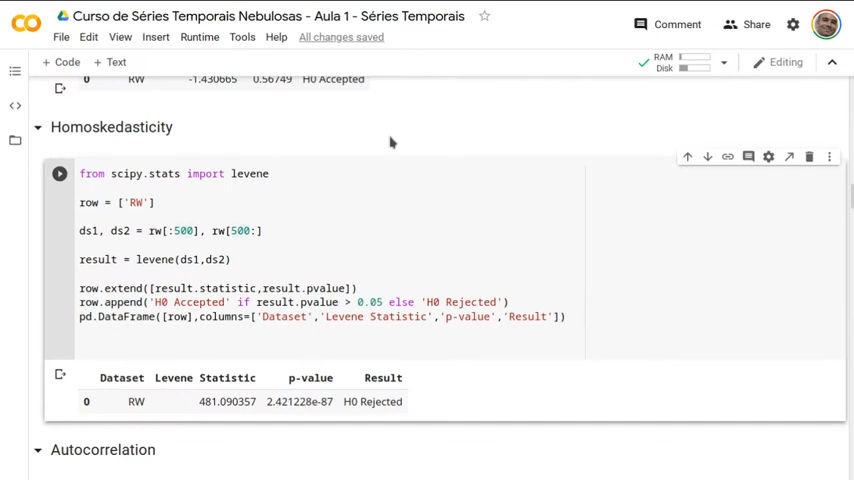 Curso de Séries Temporais Nebulosas - Aula 1 - Séries Temporais
Comment
Share
File Edit View Insert Runtime Tools Help All changes saved
+ Code + Text
RAM
Disk
Editing
0 RW -1.430665 0.56749 H0 Accepted
Homoskedasticity
from scipy.stats import levene
row = ['RW']
ds1, ds2 = rw[:500], rw[500:]
result = levene(ds1,ds2)
row.extend([result.statistic,result.pvalue])
row.append('H0 Accepted' if result.pvalue > 0.05 else 'H0 Rejected')
pd.DataFrame([row],columns=['Dataset','Levene Statistic','p-value','Result'])
Dataset Levene Statistic p-value Result
0 RW 481.090357 2.421228e-87 H0 Rejected
Autocorrelation